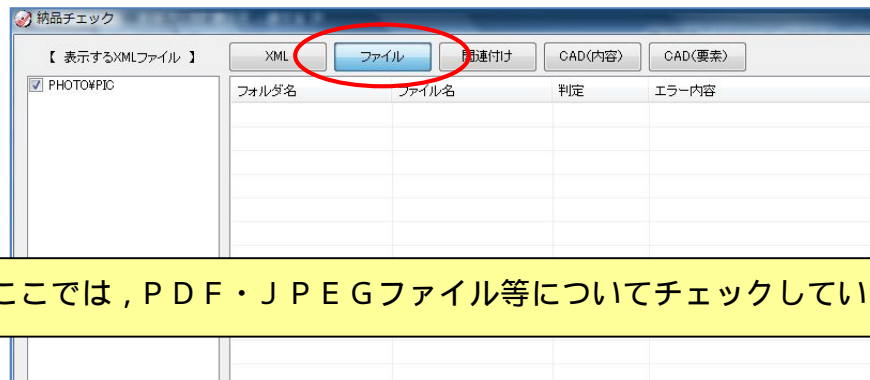 納品チェック
【 表示するXMLファイル 】 XML ファイル 関連付け CAD(内容) CAD(要素)
PHOTO¥PIC
フォルダ名 ファイル名 判定 エラー内容
ここでは，ＰＤＦ・ＪＰＥＧファイル等についてチェックしてい